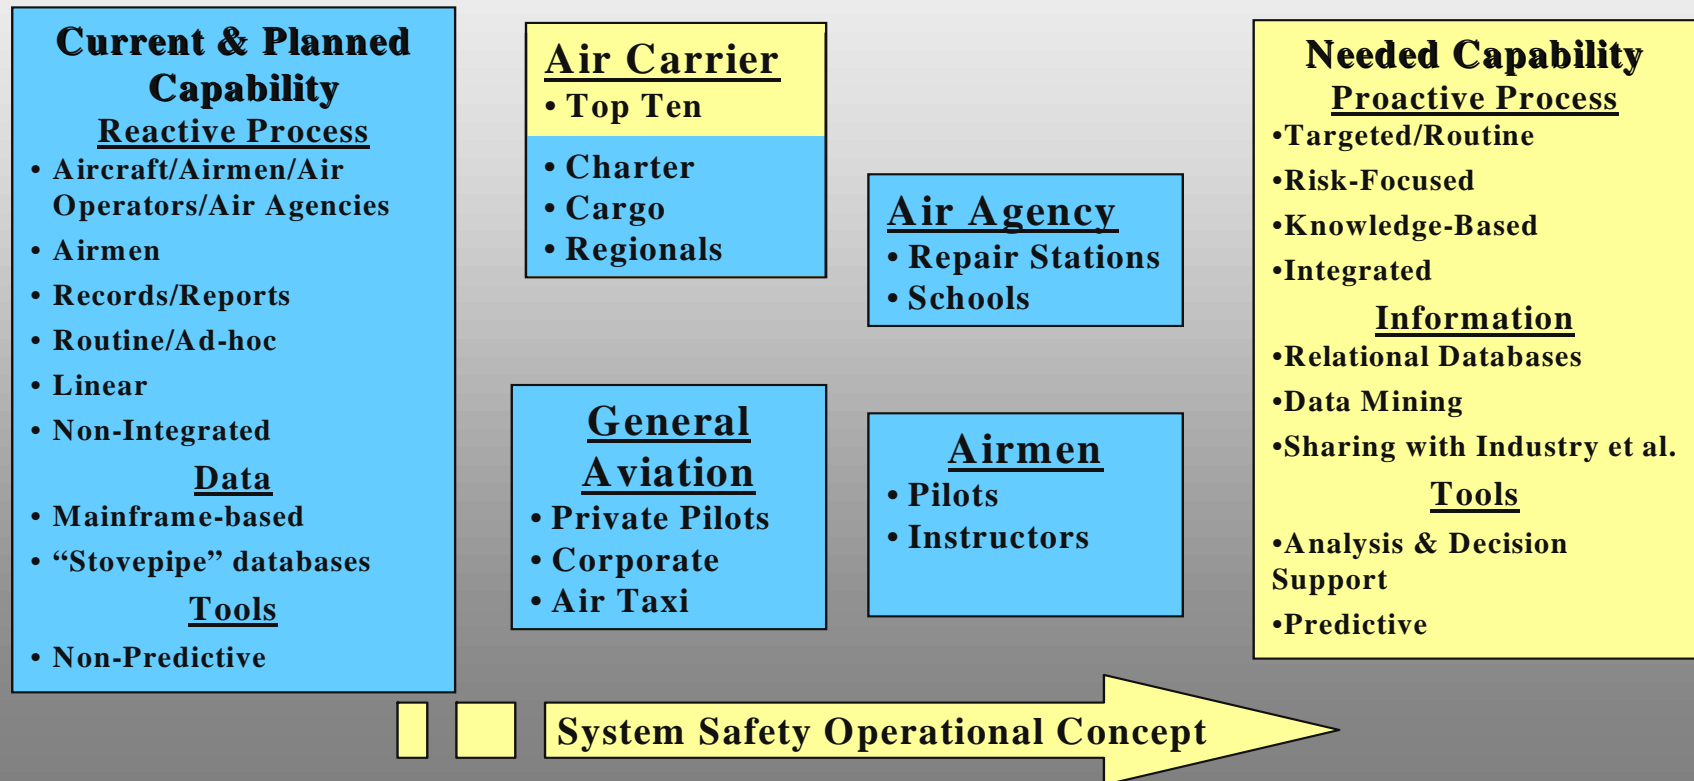 Current & Planned
Capability
Reactive Process
• Aircraft/Airmen/Air
Operators/Air Agencies
• Airmen
• Records/Reports
• Routine/Ad-hoc
• Linear
• Non-Integrated
Data
• Mainframe-based
• “Stovepipe” databases
Tools
• Non-Predictive
Air Carrier
• Top Ten
• Charter
• Cargo
• Regionals
Air Agency
• Repair Stations
• Schools
General
Aviation
• Private Pilots
• Corporate
• Air Taxi
Airmen
• Pilots
• Instructors
Needed Capability
Proactive Process
•Targeted/Routine
•Risk-Focused
•Knowledge-Based
•Integrated
Information
•Relational Databases
•Data Mining
•Sharing with Industry et al.
Tools
•Analysis & Decision
Support
•Predictive
System Safety Operational Concept